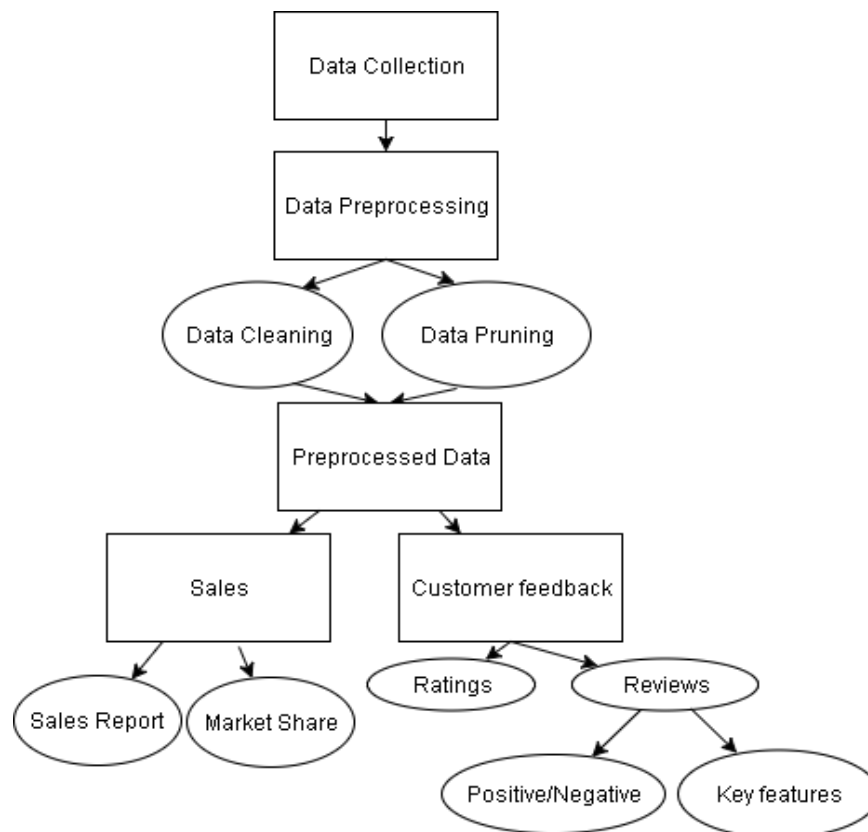 Data Collection
Data Preprocessing
Data Cleaning
Data Pruning
Preprocessed Data
Sales
Customer feedback
Ratings
Reviews
Sales Report
Market Share
Positive/Negative
Key features